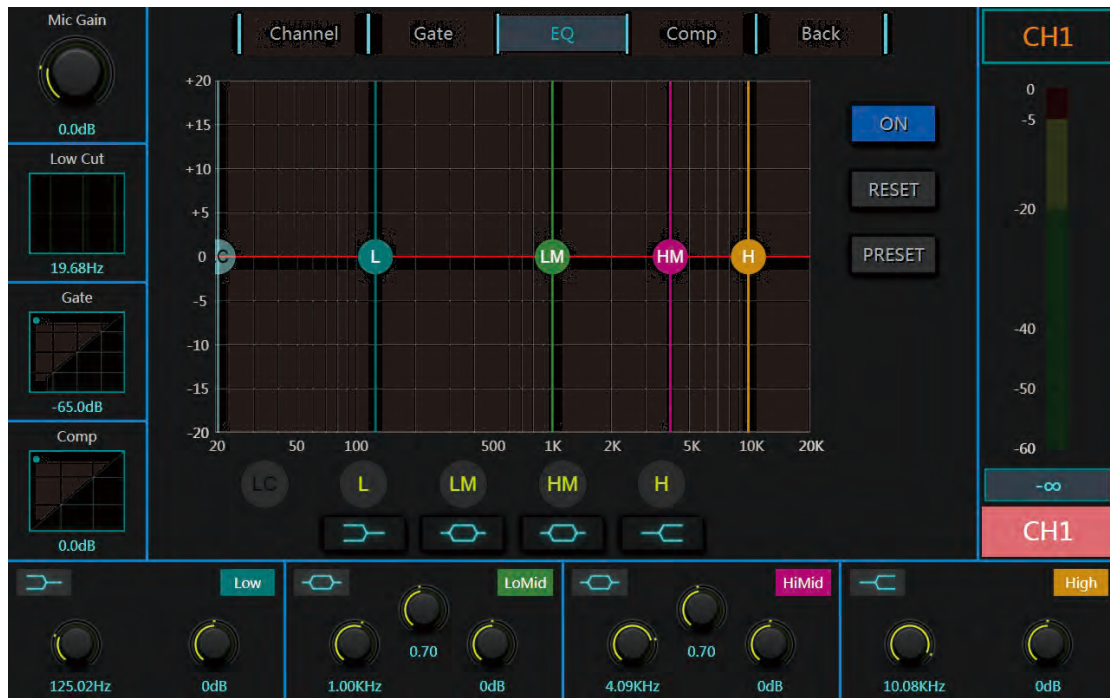 Mic Gain
0.0dB
Low Cut
19.68Hz
Gate
-65.0dB
Comp
0.0dB
Channel
Gate
EQ
Comp
Back
+20
+15
+10
+5
0
-5
-10
-15
-20
C
L
LM
HM
H
20
50
100
500
1K
2K
5K
10K
20K
LC
L
LM
HM
H
ON
RESET
PRESET
CH1
0
-5
-20
-40
-50
-60
-∞
CH1
Low
125.02Hz
0dB
LoMid
0.70
1.00KHz
0dB
HiMid
0.70
4.09KHz
0dB
High
10.08KHz
0dB